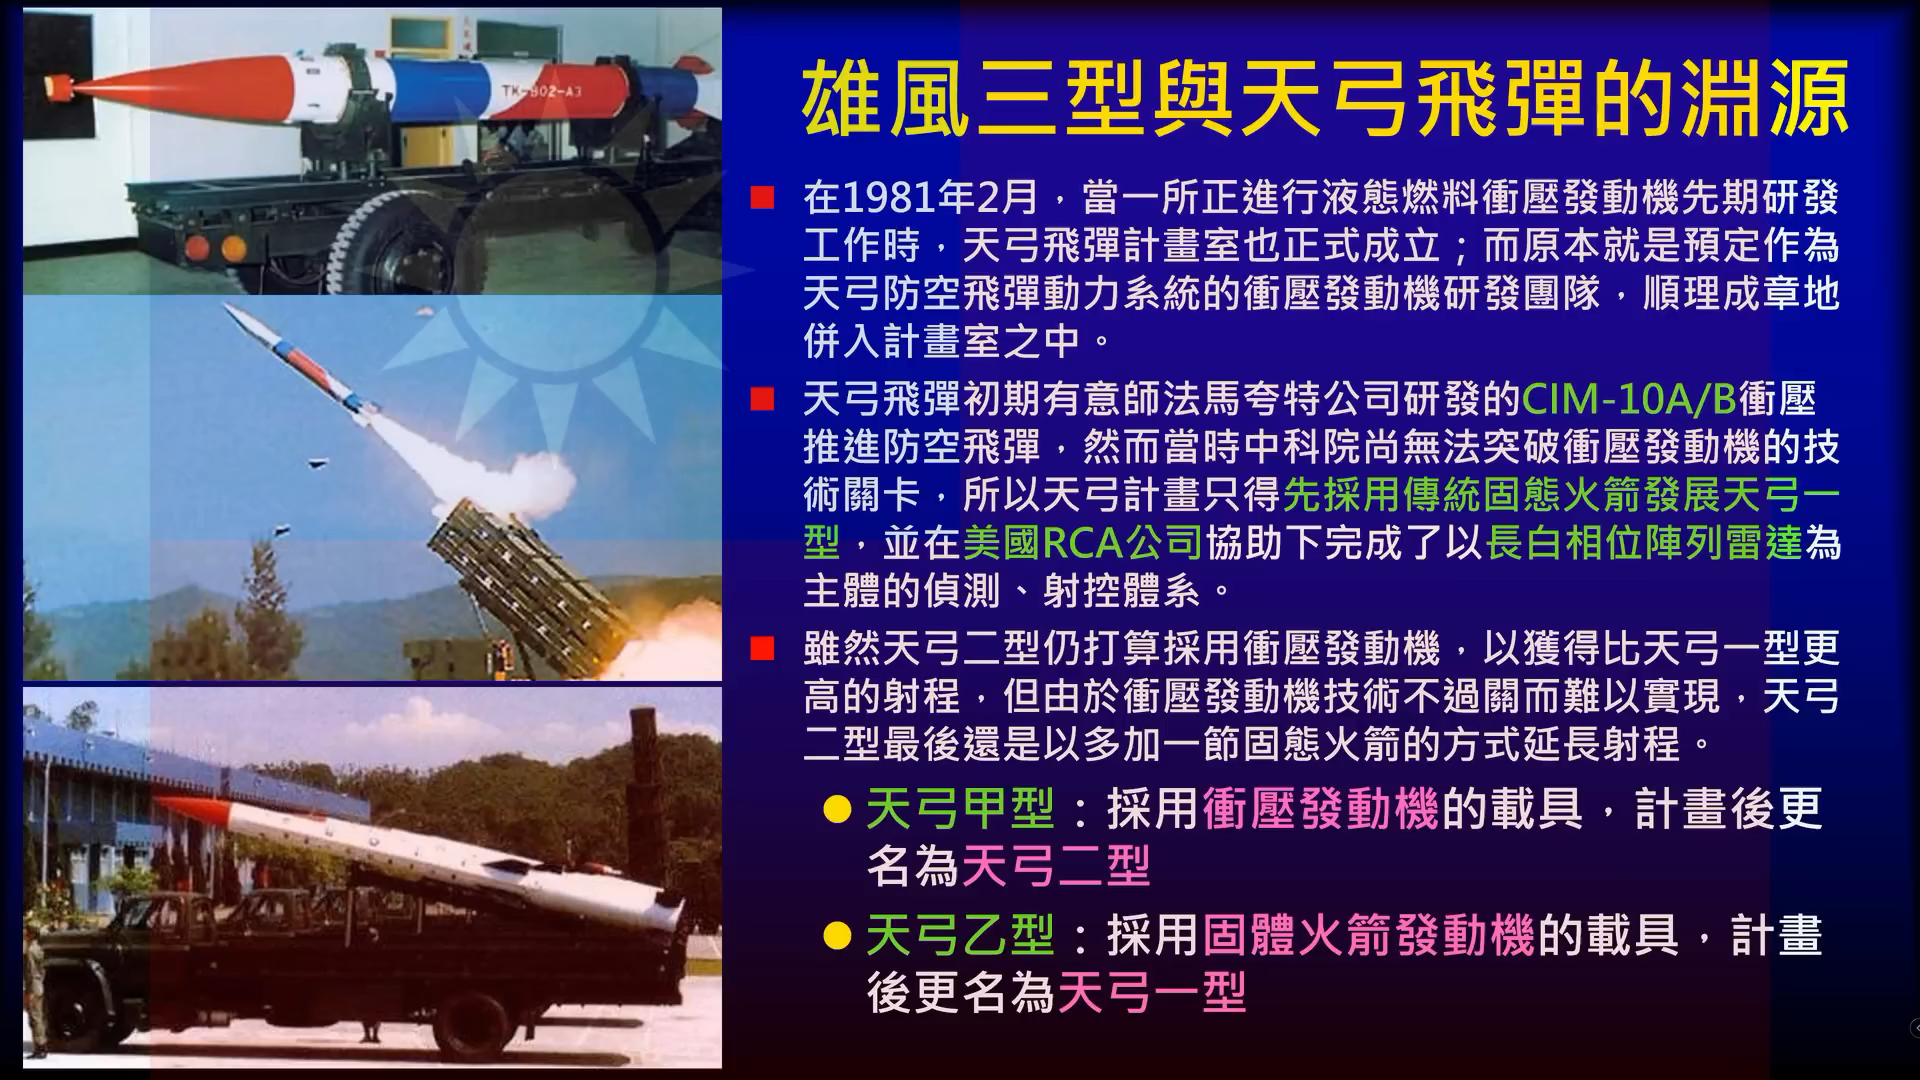 雄風三型與天弓飛彈的淵源
在1981年2月，當一所正進行液態燃料衝壓發動機先期研發
工作時，天弓飛彈計畫室也正式成立；而原本就是預定作為
天弓防空飛彈動力系統的衝壓發動機研發團隊，順理成章地
併入計畫室之中。
天弓飛彈初期有意師法馬夸特公司研發的CIM-10A/B衝壓
推進防空飛彈，然而當時中科院尚無法突破衝壓發動機的技
術關卡，所以天弓計畫只得先採用傳統固態火箭發展天弓一
型，並在美國RCA公司協助下完成了以長白相位陣列雷達為
主體的偵測、射控體系。
雖然天弓二型仍打算採用衝壓發動機，以獲得比天弓一型更
高的射程，但由於衝壓發動機技術不過關而難以實現，天弓
二型最後還是以多加一節固態火箭的方式延長射程。
天弓甲型：採用衝壓發動機的載具，計畫後更
名為天弓二型
天弓乙型：採用固體火箭發動機的載具，計畫
後更名為天弓一型
TK-802-A3